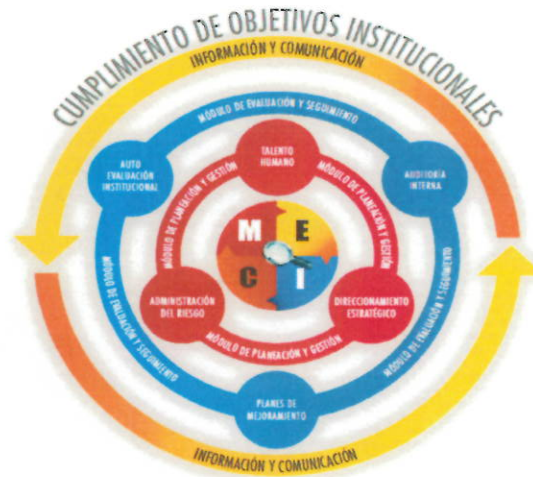 CUMPLIMIENTO DE OBJETIVOS INSTITUCIONALES
INFORMACIÓN Y COMUNICACIÓN
MÓDULO DE EVALUACIÓN Y SEGUIMIENTO
AUTO
EVALUACIÓN
INSTITUCIONAL
TALENTO
HUMANO
AUDITORÍA
INTERNA
MÓDULO DE PLANEACIÓN Y GESTIÓN
MÓDULO DE PLANEACIÓN Y GESTIÓN
M E
C I
ADMINISTRACIÓN
DEL RIESGO
DIRECCIONAMIENTO
ESTRATÉGICO
MÓDULO DE EVALUACIÓN Y SEGUIMIENTO
MÓDULO DE EVALUACIÓN Y SEGUIMIENTO
MÓDULO DE PLANEACIÓN Y GESTIÓN
PLANES DE
MEJORAMIENTO
INFORMACIÓN Y COMUNICACIÓN